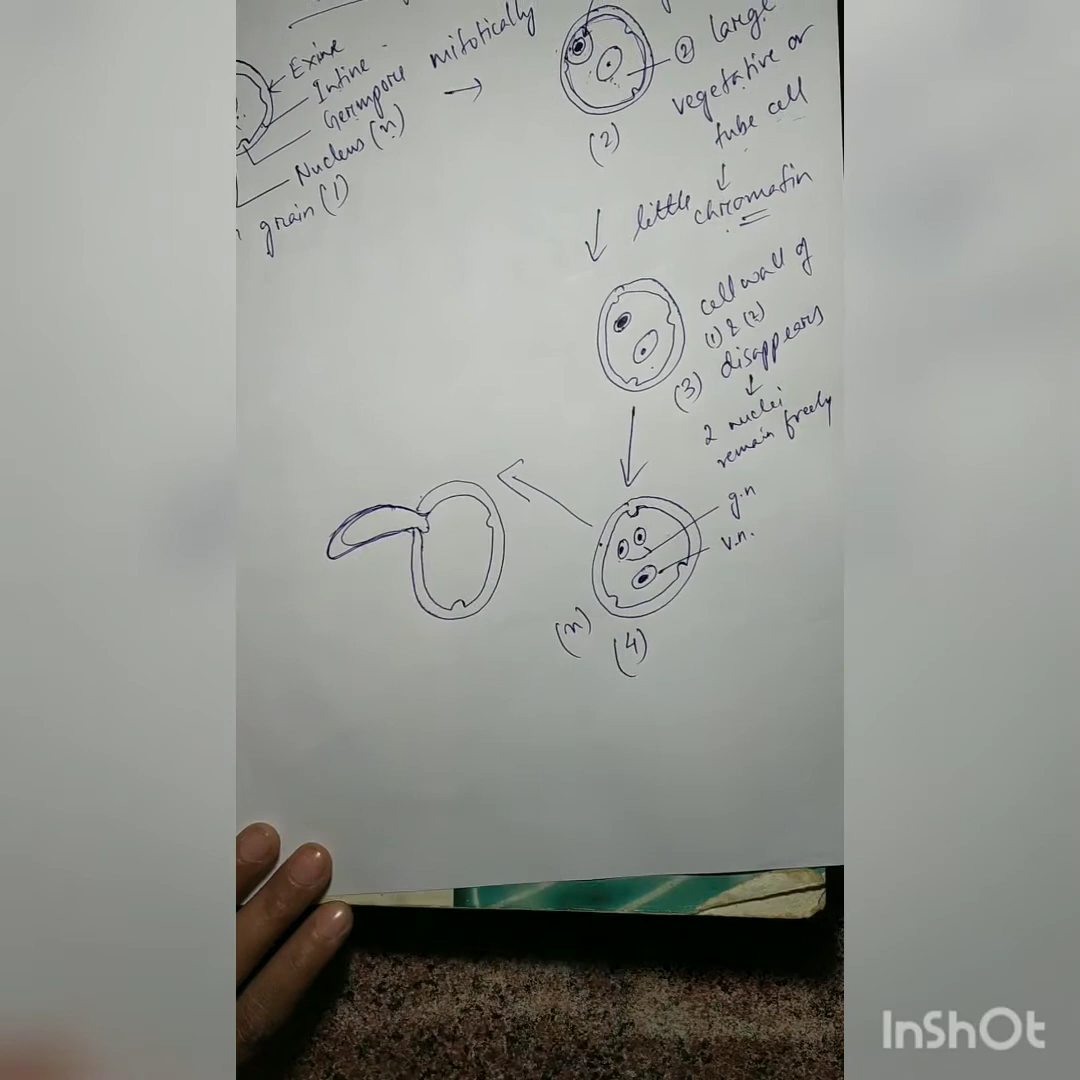 Exine
Intine
Germpore
Nucleus (n)
grain (1)
mitotically
→
(2)
② large
vegetative or
tube cell
↓
little chromatin
cell wall of
(1) & (2)
disappears
↓
2 nuclei
remain freely
(3)
g.n
v.n.
(n)
(4)
InShOt